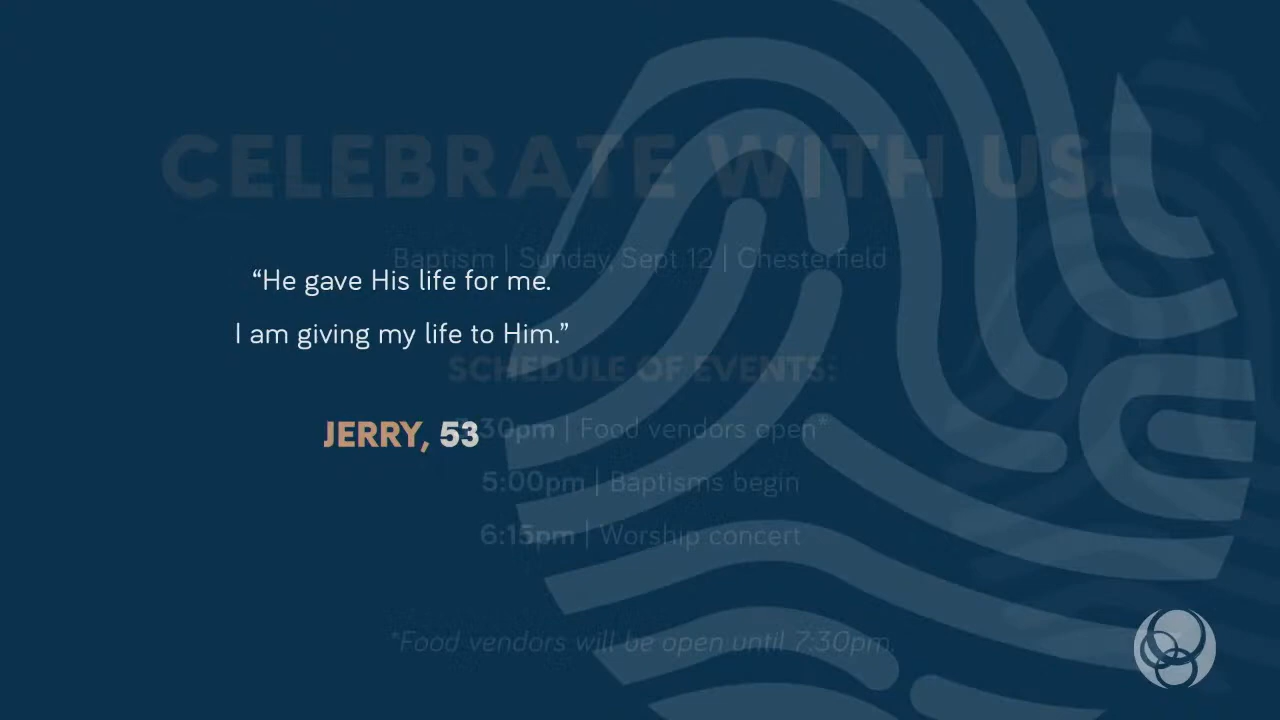 CELEBRATE WITH US.
Baptism | Sunday, Sept 12 | Chesterfield
“He gave His life for me.
I am giving my life to Him.”
SCHEDULE OF EVENTS:
JERRY, 53
30pm | Food vendors open*
5:00pm | Baptisms begin
6:15pm | Worship concert
*Food vendors will be open until 7:30pm.